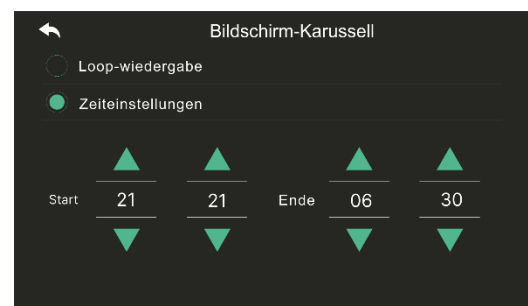 Bildschirm-Karussell
Loop-wiedergabe
Zeiteinstellungen
Start 21 21 Ende 06 30